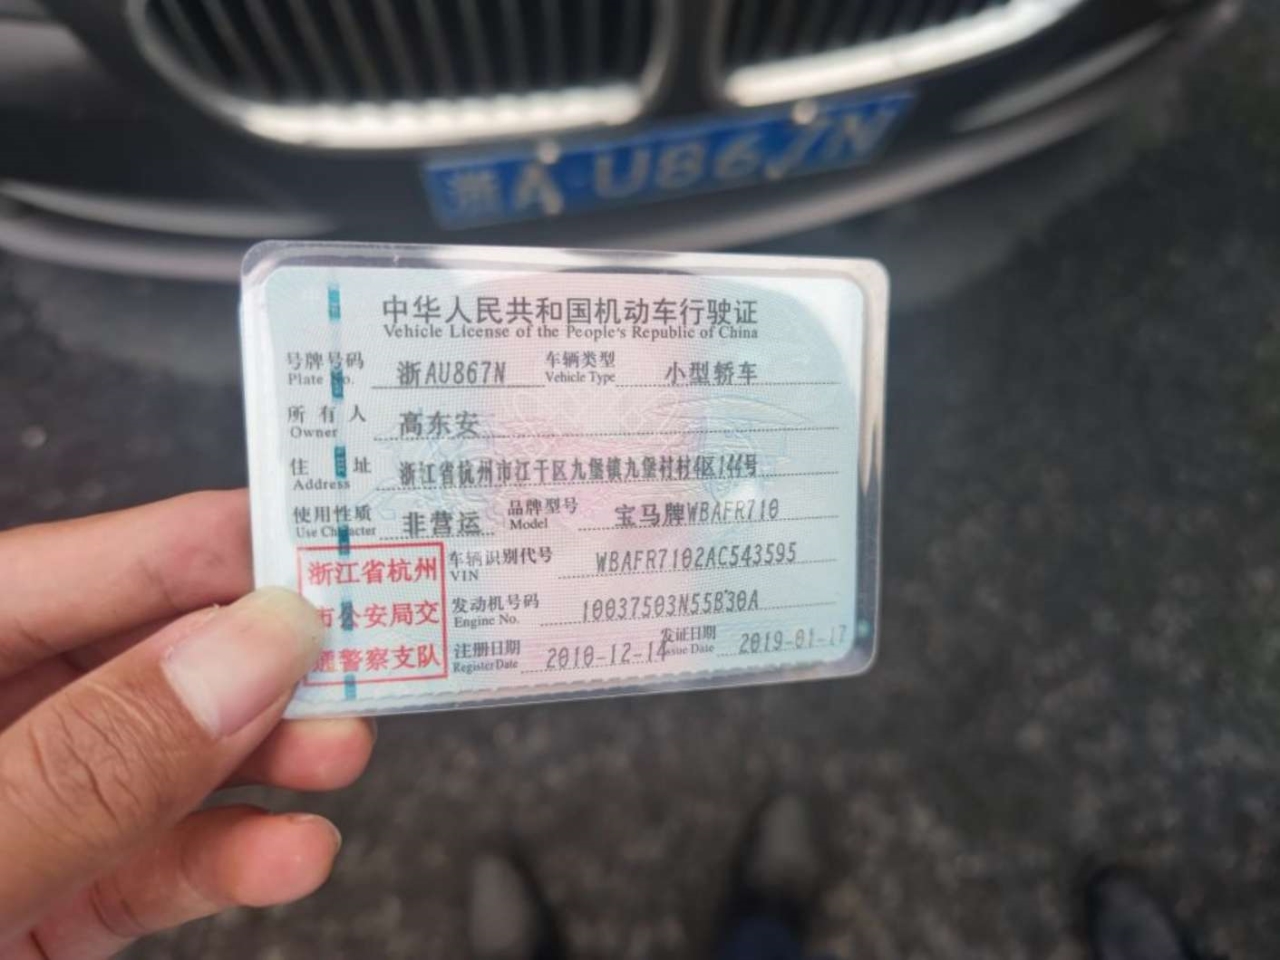 浙A U867N
中华人民共和国机动车行驶证
Vehicle License of the People's Republic of China
号牌号码 浙AU867N 车辆类型 小型轿车
Plate No. Vehicle Type
所有人 高东安
Owner
住址 浙江省杭州市江干区九堡镇九堡村村4区144号
Address
使用性质 非营运 品牌型号 宝马牌WBAFR710
Use Character Model
浙江省杭州 车辆识别代号 WBAFR7102AC543595
VIN
市公安局交 发动机号码 10037503N55B30A
Engine No.
通警察支队 注册日期 2010-12-14 发证日期 2019-01-17
Register Date Issue Date